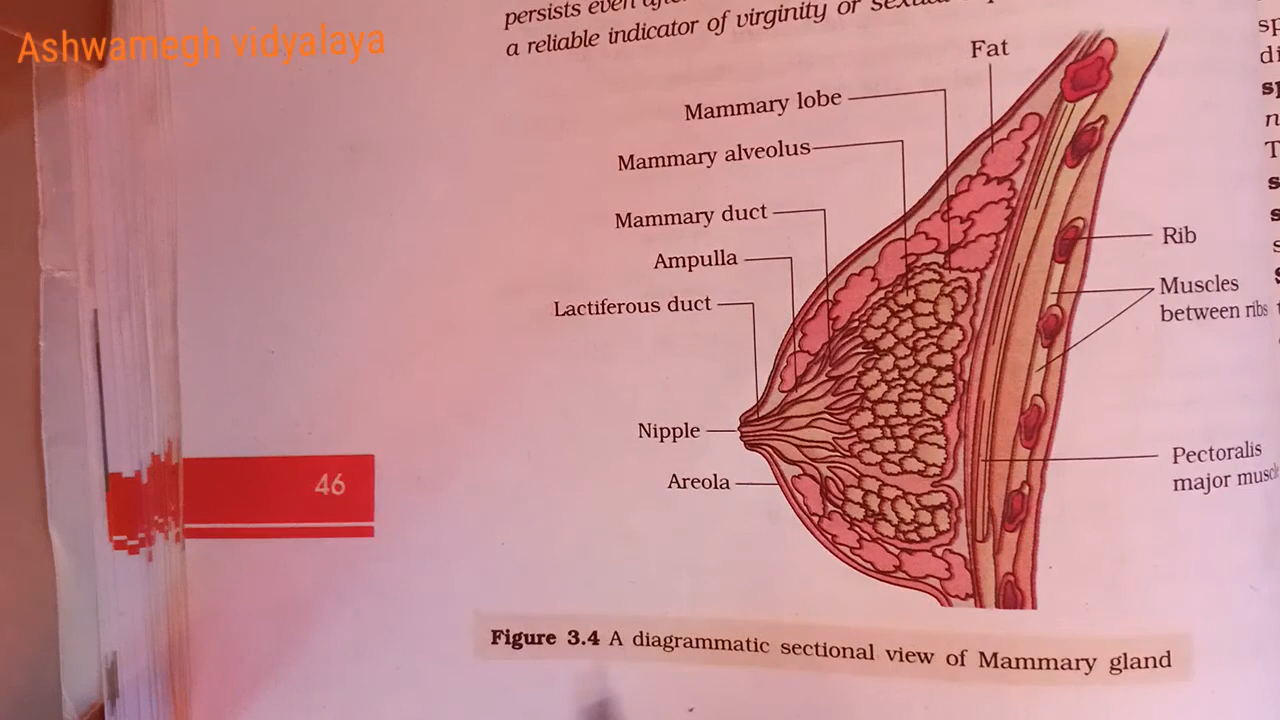 Ashwamegh vidyalaya
persists even
a reliable indicator of virginity or
Fat
Mammary lobe
Mammary alveolus
Mammary duct
Ampulla
Lactiferous duct
Nipple
Areola
Rib
Muscles
between ribs
Pectoralis
major
46
Figure 3.4 A diagrammatic sectional view of Mammary gland